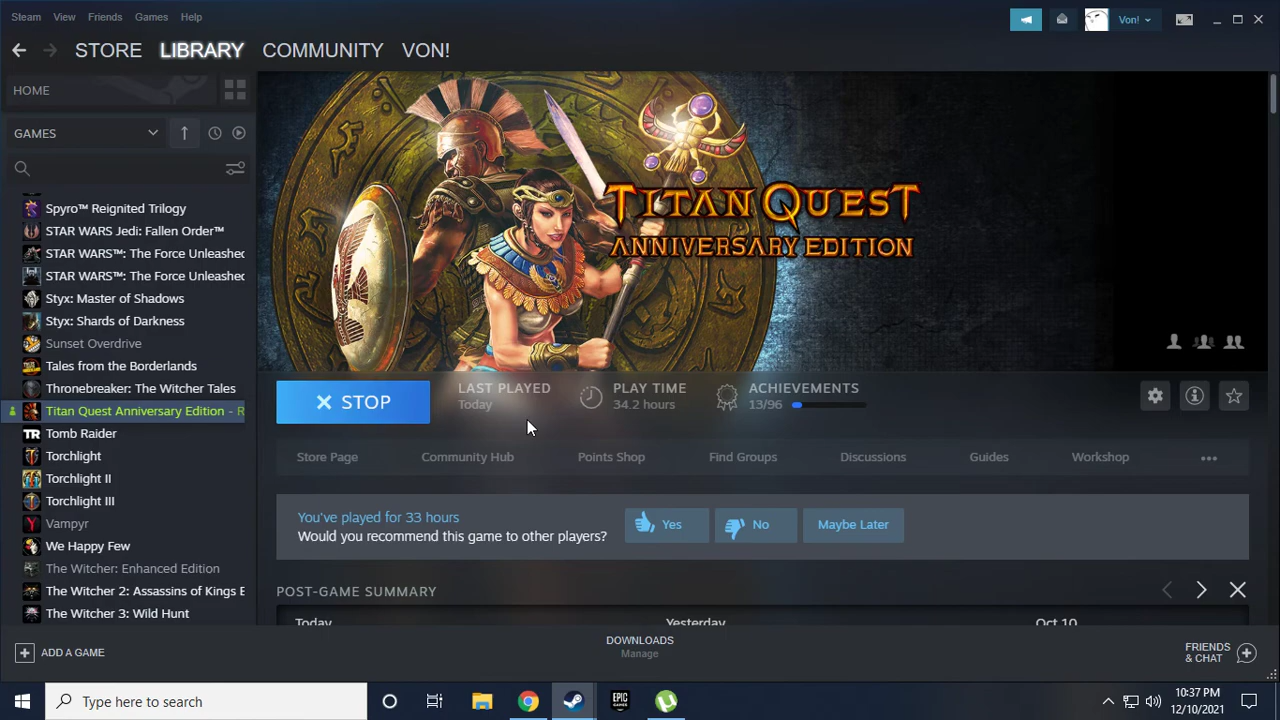 Steam View Friends Games Help
Von!
STORE LIBRARY COMMUNITY VON!
HOME
GAMES
Spyro™ Reignited Trilogy
STAR WARS Jedi: Fallen Order™
STAR WARS™: The Force Unleashed
STAR WARS™: The Force Unleashed
Styx: Master of Shadows
Styx: Shards of Darkness
Sunset Overdrive
Tales from the Borderlands
Thronebreaker: The Witcher Tales
Titan Quest Anniversary Edition - R
Tomb Raider
Torchlight
Torchlight II
Torchlight III
Vampyr
We Happy Few
The Witcher: Enhanced Edition
The Witcher 2: Assassins of Kings E
The Witcher 3: Wild Hunt
TITAN QUEST
ANNIVERSARY EDITION
STOP
LAST PLAYED
Today
PLAY TIME
34.2 hours
ACHIEVEMENTS
13/96
Store Page Community Hub Points Shop Find Groups Discussions Guides Workshop
You've played for 33 hours
Would you recommend this game to other players?
Yes No Maybe Later
POST-GAME SUMMARY
Today Yesterday Oct 10
ADD A GAME
DOWNLOADS
Manage
FRIENDS
& CHAT
Type here to search
EPIC
GAMES
10:37 PM
12/10/2021